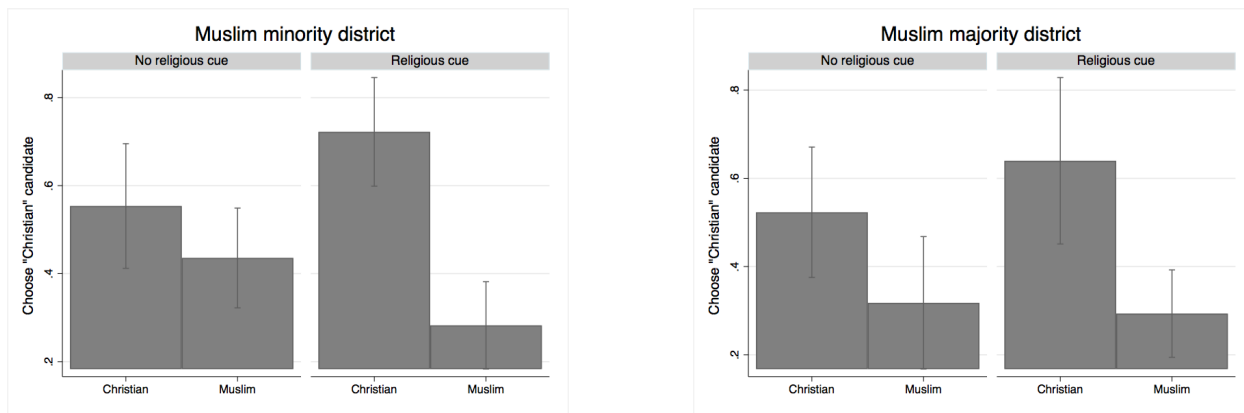 Muslim minority district
No religious cue Religious cue
Choose "Christian" candidate
.8
.6
.4
.2
Christian Muslim Christian Muslim
Muslim majority district
No religious cue Religious cue
Choose "Christian" candidate
.8
.6
.4
.2
Christian Muslim Christian Muslim